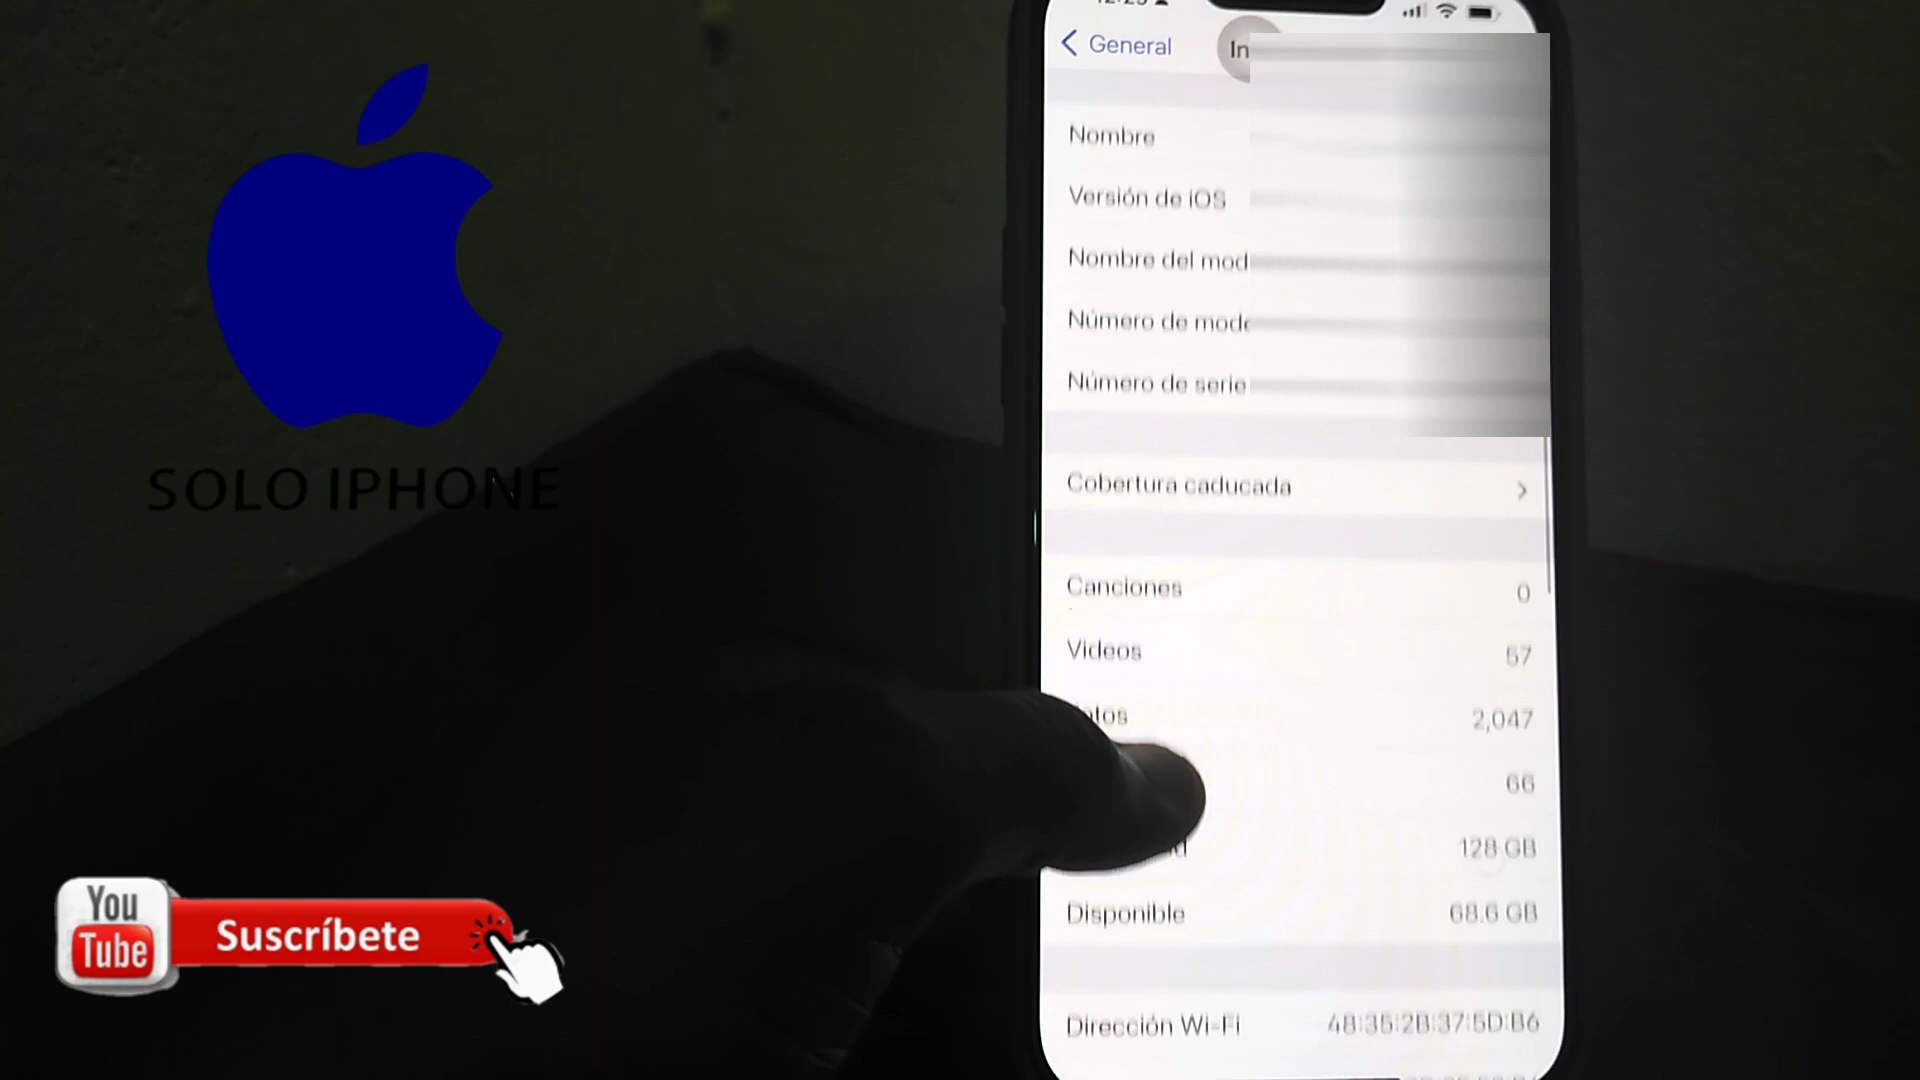 General
Nombre
Versión de iOS
Nombre del mod
Número de mode
Número de serie
Cobertura caducada
Canciones 0
Videos 57
otos 2,047
66
128 GB
Disponible 68.6 GB
Dirección Wi-Fi 48:35:2B:37:5D:B6
SOLO IPHONE
You
Tube
Suscríbete